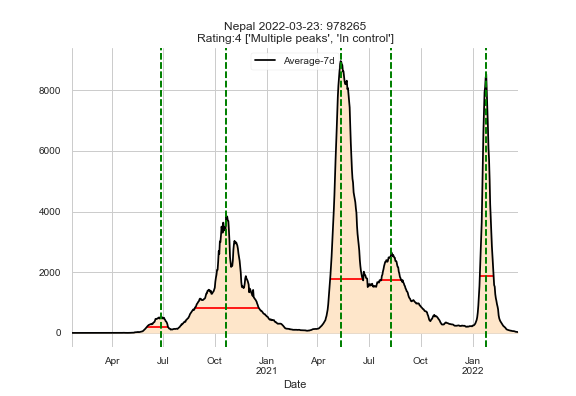 Nepal 2022-03-23: 978265
Rating:4 ['Multiple peaks', 'In control']
Average-7d
8000
6000
4000
2000
0
Apr
Jul
Oct
Jan
2021
Apr
Jul
Oct
Jan
2022
Date